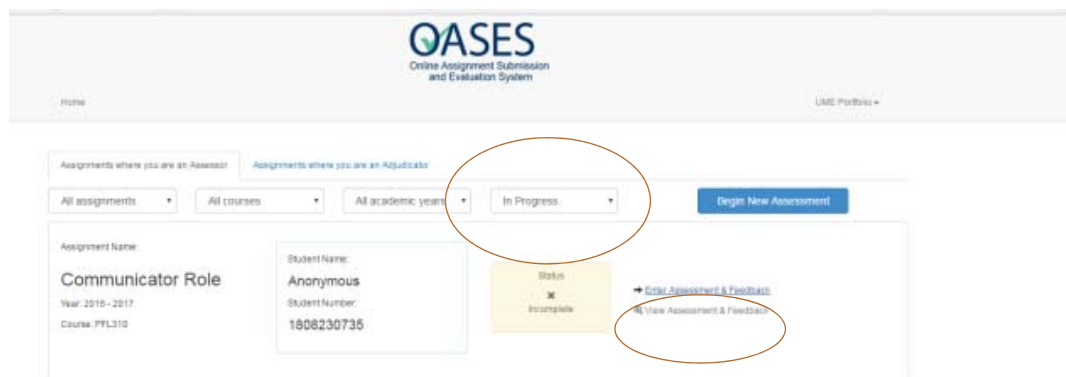 OASES
Online Assignment Submission
and Evaluation System
Home
UME Portfolio
Assignments where you are an Assessor
Assignments where you are an Adjudicator
All assignments
All courses
All academic years
In Progress
Begin New Assessment
Assignment Name:
Communicator Role
Year: 2016 - 2017
Course: PFL310
Student Name:
Anonymous
Student Number:
1808230735
Status
Incomplete
Enter Assessment & Feedback
View Assessment & Feedback